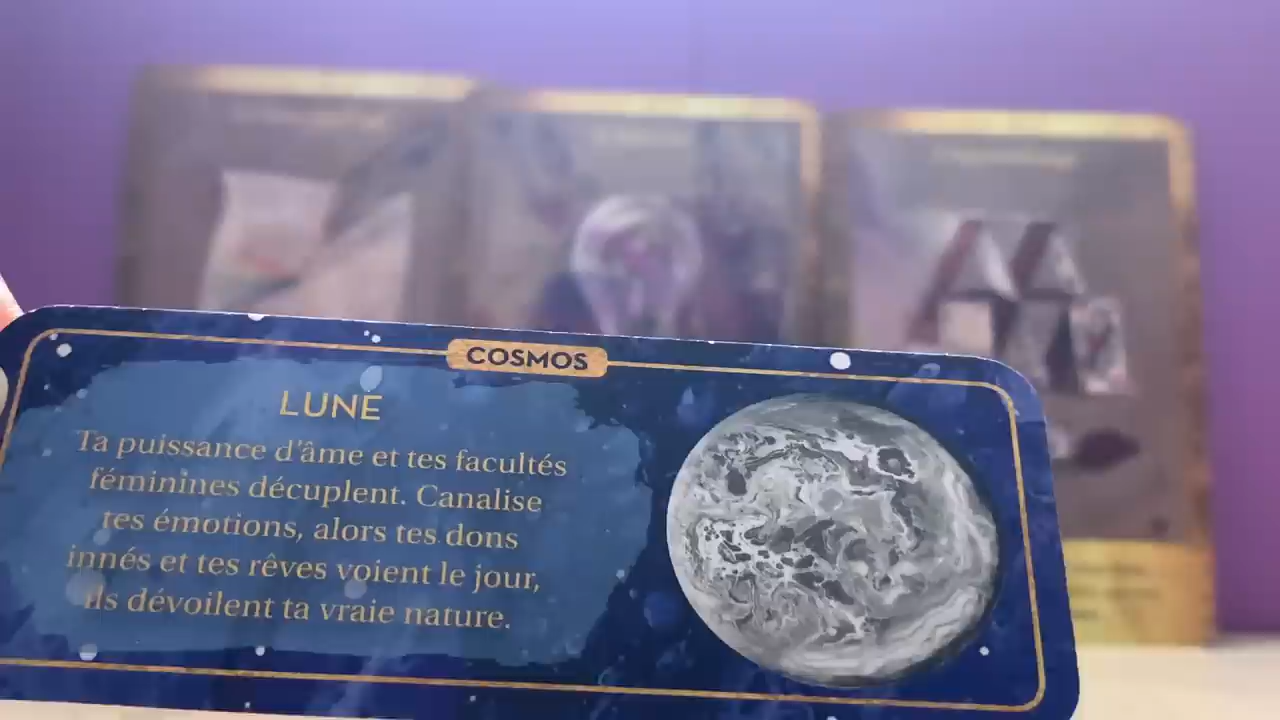 COSMOS
LUNE
Ta puissance d'âme et tes facultés
féminines décuplent. Canalise
tes émotions, alors tes dons
innés et tes rêves voient le jour,
ils dévoilent ta vraie nature.